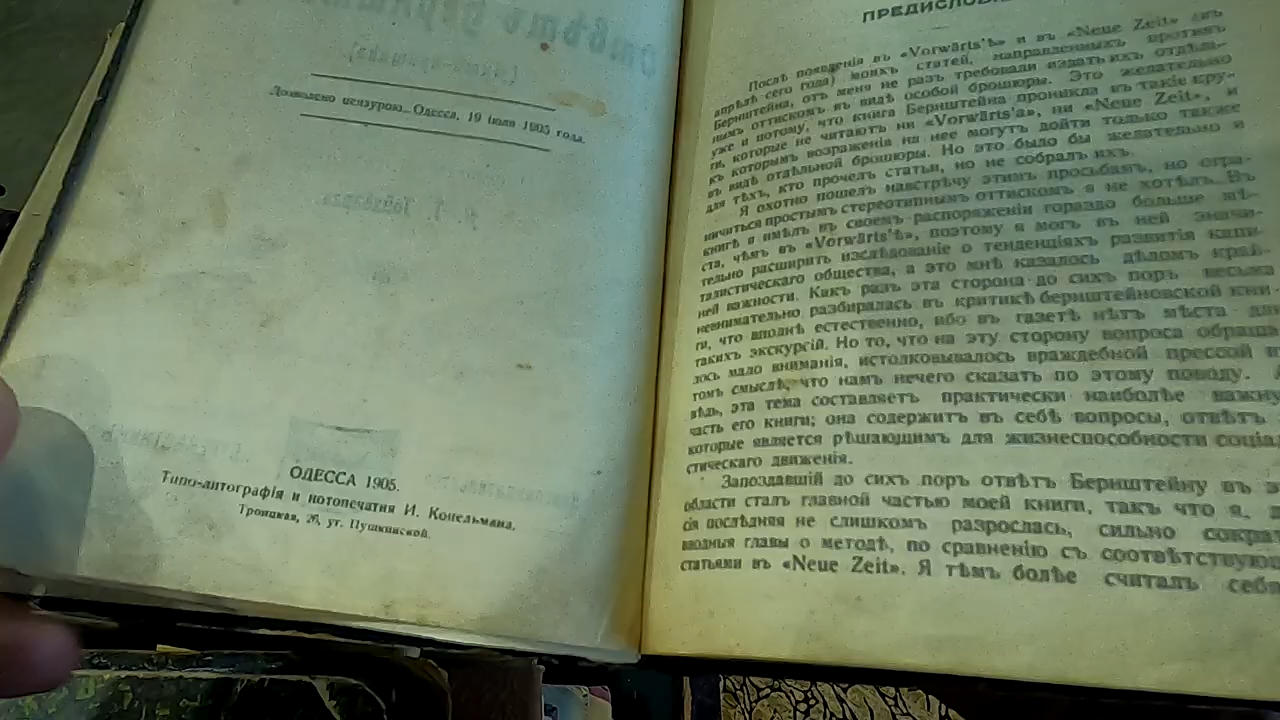 Дозволено цензурою. Одесса, 19 іюля 1905 года.
ОДЕССА 1905.
Типо-литографія и нотопечатня И. Копельмана.
Троицкая, 26, уг. Пушкинской.
Послѣ появленія въ «Vorwärts'ѣ» и въ «Neue Zeit» (въ
апрѣлѣ сего года) моихъ статей, направленныхъ противъ
Бернштейна, отъ меня не разъ требовали издать ихъ отдѣль-
нымъ оттискомъ въ видѣ особой брошюры. Это желательно
уже и потому, что книга Бернштейна проникла въ такіе кру-
ги, которые не читаютъ ни «Vorwärts'а», ни «Neue Zeit», и
къ которымъ возраженія на нее могутъ дойти только также
въ видѣ отдѣльной брошюры. Но это было бы желательно и
для тѣхъ, кто прочелъ статьи, но не собралъ ихъ.
Я охотно пошелъ навстрѣчу этимъ просьбамъ, но огра-
ничиться простымъ стереотипнымъ оттискомъ я не хотѣлъ. Въ
книгѣ я имѣлъ въ своемъ распоряженіи гораздо больше мѣ-
ста, чѣмъ въ «Vorwärts'ѣ», поэтому я могъ въ ней значи-
тельно расширить изслѣдованіе о тенденціяхъ развитія капи-
талистическаго общества, а это мнѣ казалось дѣломъ край-
ней важности. Какъ разъ эта сторона до сихъ поръ весьма
невнимательно разбиралась въ критикѣ бернштейновской кни-
ги, что вполнѣ естественно, ибо въ газетѣ нѣтъ мѣста для
такихъ экскурсій. Но то, что на эту сторону вопроса обраща
лось мало вниманія, истолковывалось враждебной прессой въ
томъ смыслѣ, что намъ нечего сказать по этому поводу. А
вѣдь, эта тема составляетъ практически наиболѣе важну
часть его книги; она содержитъ въ себѣ вопросы, отвѣтъ
которые является рѣшающимъ для жизнеспособности соціал
стическаго движенія.
Запоздавшій до сихъ поръ отвѣтъ Бернштейну въ э
области сталъ главной частью моей книги, такъ что я, д
сія послѣдняя не слишкомъ разрослась, сильно сокра
вводныя главы о методѣ, по сравненію съ соотвѣтствую
статьями въ «Neue Zeit». Я тѣмъ болѣе считалъ себя